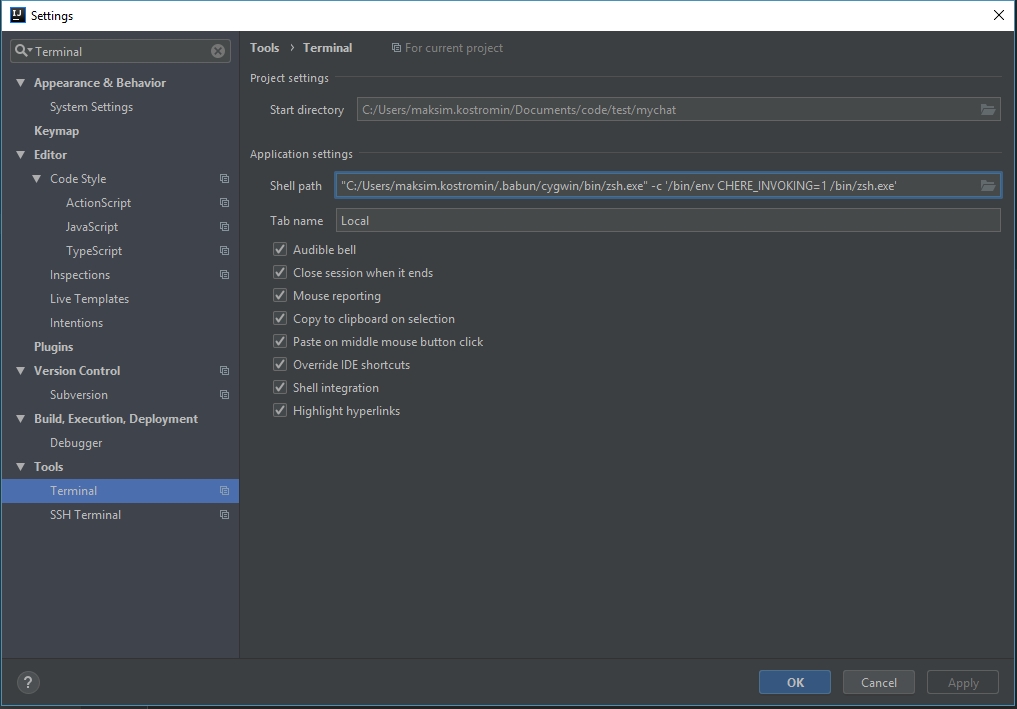 Settings
Terminal
Appearance & Behavior
System Settings
Keymap
Editor
Code Style
ActionScript
JavaScript
TypeScript
Inspections
Live Templates
Intentions
Plugins
Version Control
Subversion
Build, Execution, Deployment
Debugger
Tools
Terminal
SSH Terminal
Tools › Terminal For current project
Project settings
Start directory C:/Users/maksim.kostromin/Documents/code/test/mychat
Application settings
Shell path "C:/Users/maksim.kostromin/.babun/cygwin/bin/zsh.exe" -c '/bin/env CHERE_INVOKING=1 /bin/zsh.exe'
Tab name Local
Audible bell
Close session when it ends
Mouse reporting
Copy to clipboard on selection
Paste on middle mouse button click
Override IDE shortcuts
Shell integration
Highlight hyperlinks
? OK Cancel Apply